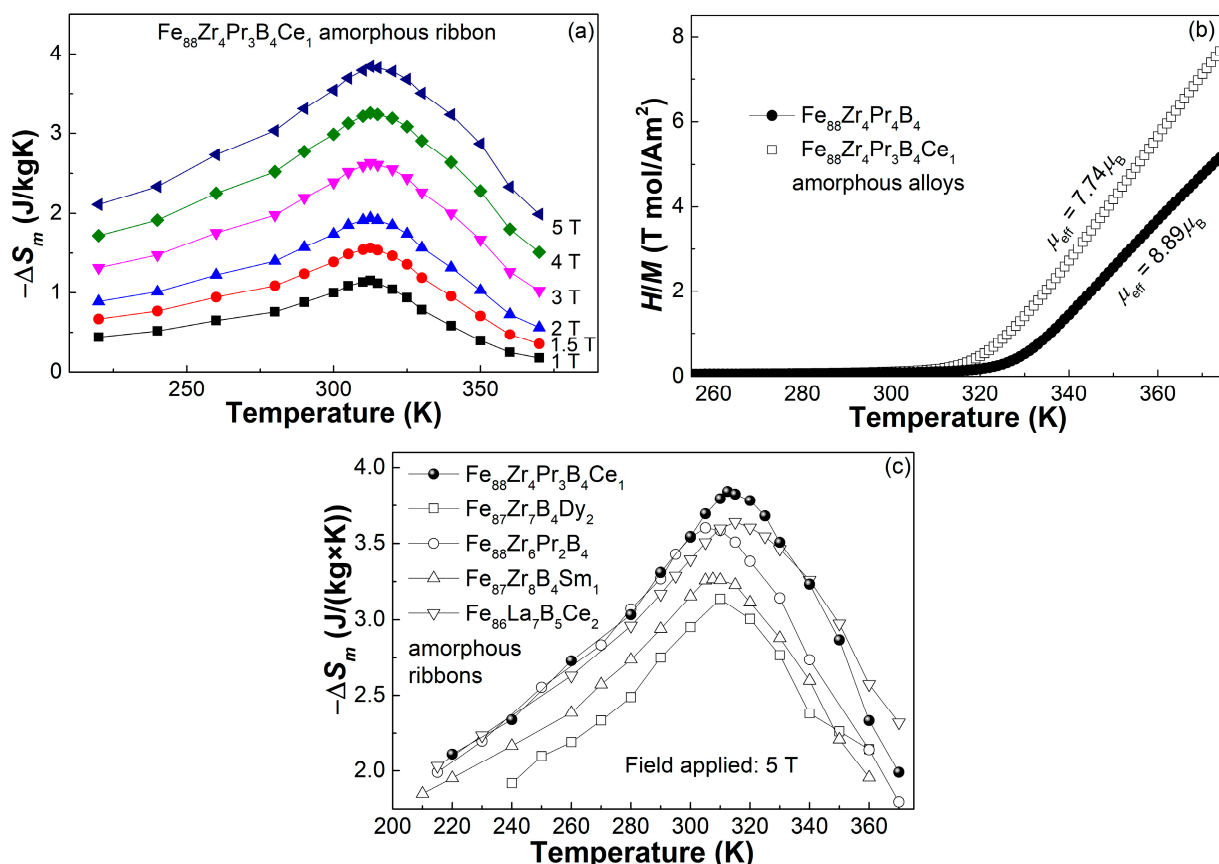 Fe88Zr4Pr3B4Ce1 amorphous ribbon
(a)
4
3
2
1
0
−ΔSm (J/kgK)
5 T
4 T
3 T
2 T
1.5 T
1 T
250
300
350
Temperature (K)
(b)
8
6
4
2
0
H/M (T mol/Am²)
Fe88Zr4Pr4B4
Fe88Zr4Pr3B4Ce1
amorphous alloys
μeff = 7.74μB
μeff = 8.89μB
260
280
300
320
340
360
Temperature (K)
(c)
4.0
3.5
3.0
2.5
2.0
−ΔSm (J/(kg×K))
Fe88Zr4Pr3B4Ce1
Fe87Zr7B4Dy2
Fe88Zr6Pr2B4
Fe87Zr8B4Sm1
Fe86La7B5Ce2
amorphous
ribbons
Field applied: 5 T
200
220
240
260
280
300
320
340
360
Temperature (K)